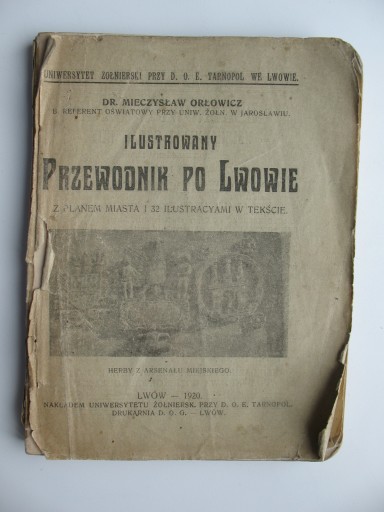 UNIWERSYTET ŻOŁNIERSKI PRZY D. O. E. TARNOPOL WE LWOWIE.
DR. MIECZYSŁAW ORŁOWICZ
B. REFERENT OŚWIATOWY PRZY UNIW. ŻOŁN. W JAROSŁAWIU.
ILUSTROWANY
PRZEWODNIK PO LWOWIE
Z PLANEM MIASTA I 32 ILUSTRACYAMI W TEKŚCIE.
HERBY Z ARSENAŁU MIEJSKIEGO.
LWÓW — 1920.
NAKŁADEM UNIWERSYTETU ŻOŁNIERSK. PRZY D. O. E. TARNOPOL.
DRUKARNIA D. O. G. — LWÓW.